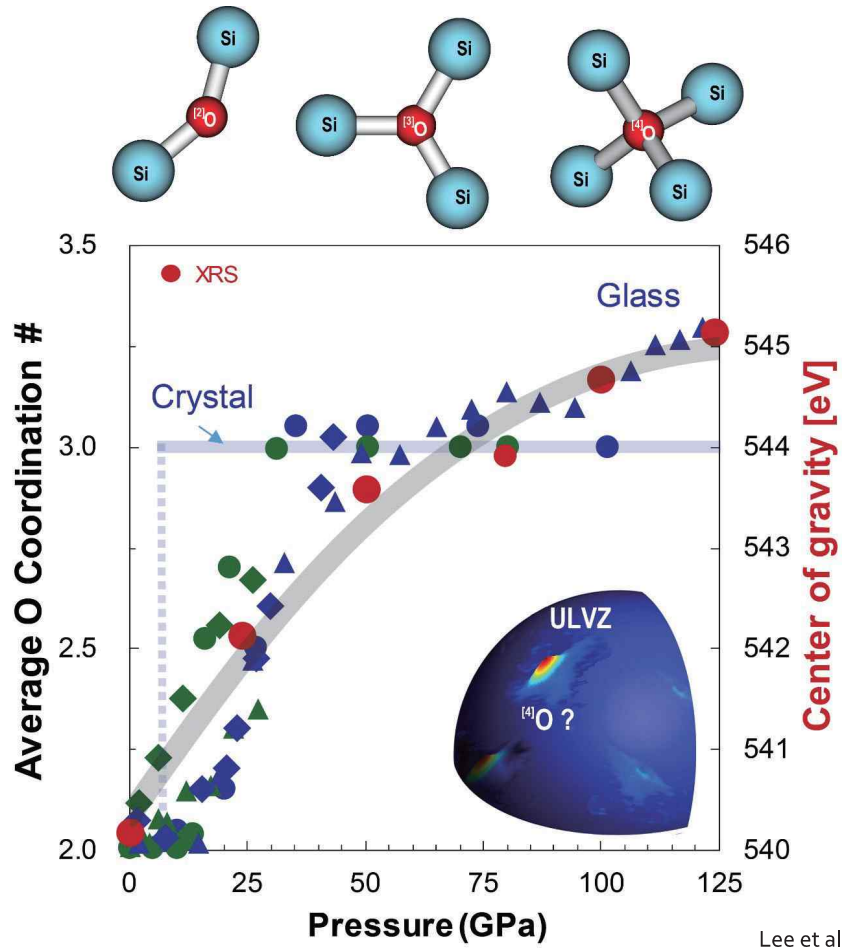 Si
Si
Si
Si
Si
[2]O
[3]O
[4]O
Si
Si
Si
Si
Si
3.5
546
XRS
Glass
545
Crystal
3.0
544
543
ULVZ
2.5
542
[4]O ?
541
2.0
540
0
25
50
75
100
125
Average O Coordination #
Center of gravity [eV]
Pressure (GPa)
Lee et al